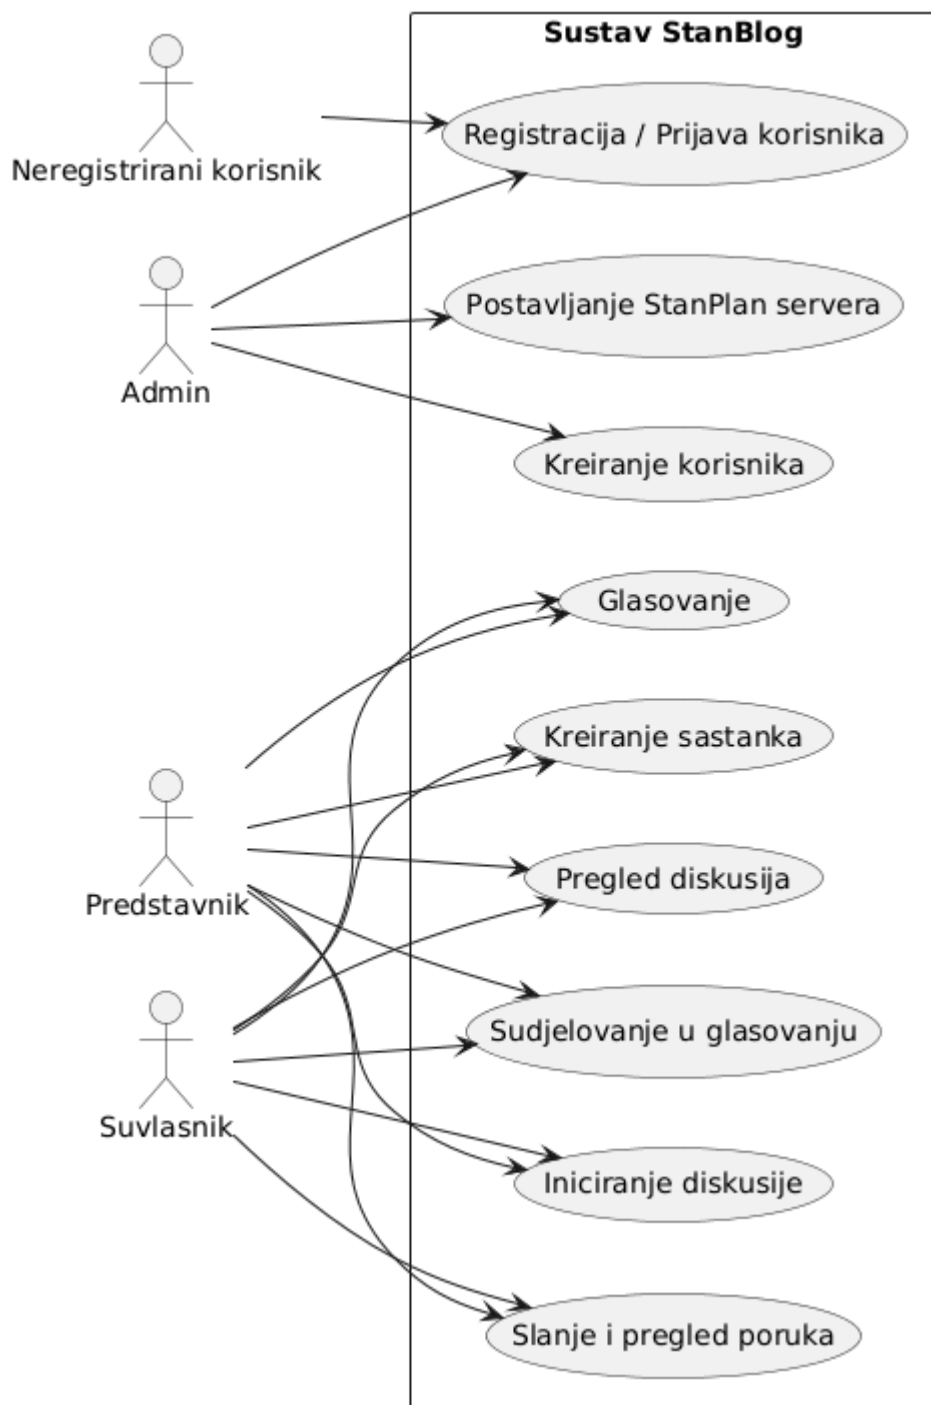 Sustav StanBlog
Neregistrirani korisnik
Registracija / Prijava korisnika
Admin
Postavljanje StanPlan servera
Kreiranje korisnika
Glasovanje
Kreiranje sastanka
Predstavnik
Pregled diskusija
Suvlasnik
Sudjelovanje u glasovanju
Iniciranje diskusije
Slanje i pregled poruka